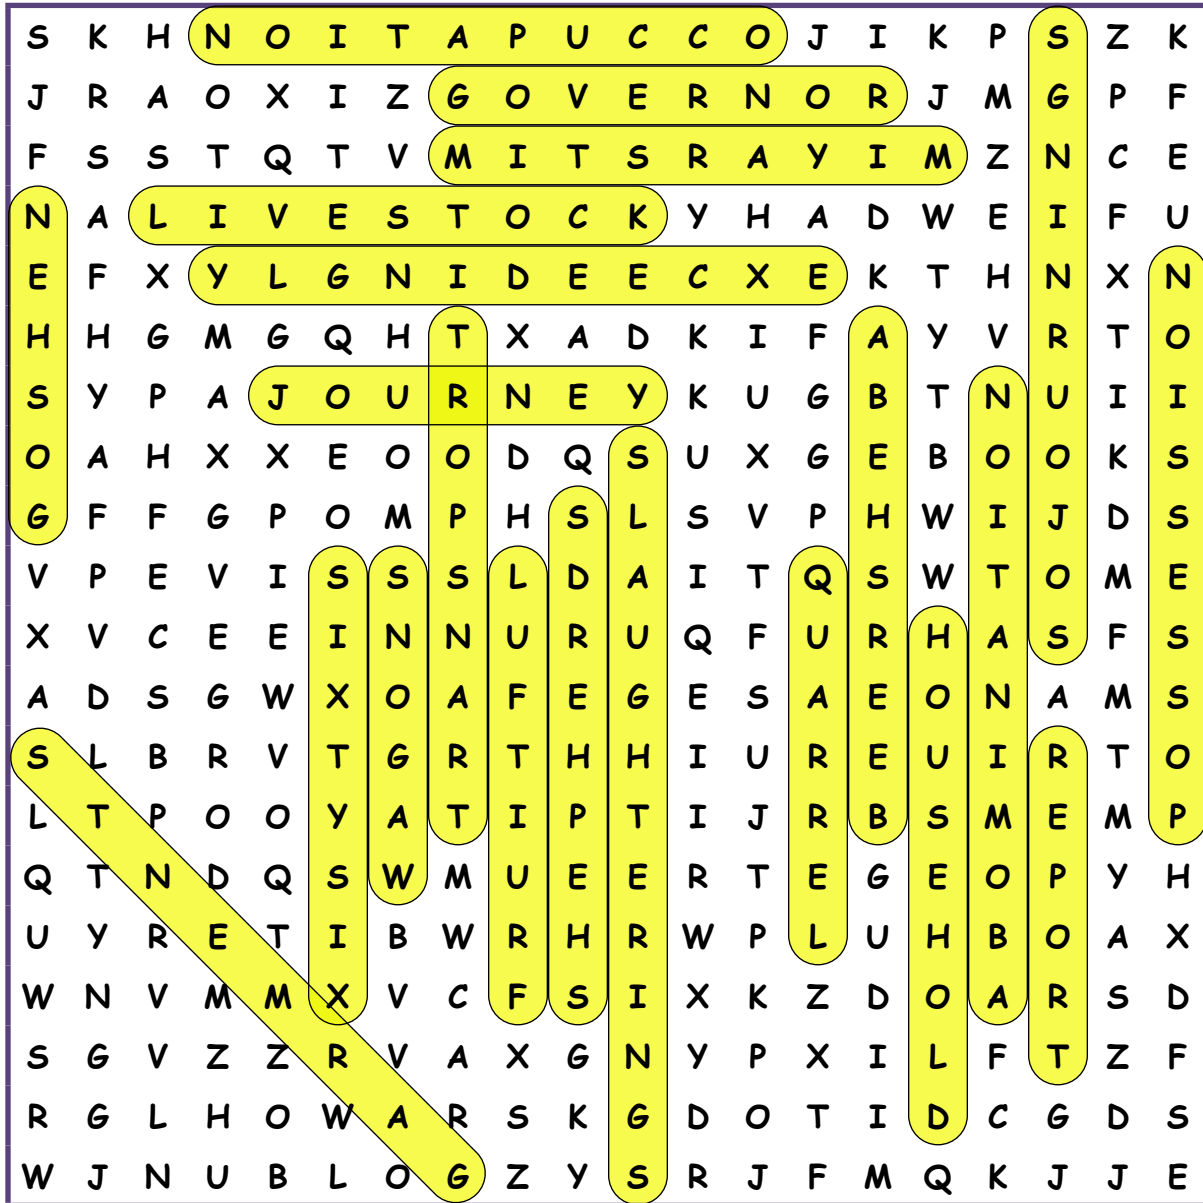 S K H N O I T A P U C C O J I K P S Z K
J R A O X I Z G O V E R N O R J M G P F
F S S T Q T V M I T S R A Y I M Z N C E
N A L I V E S T O C K Y H A D W E I F U
E F X Y L G N I D E E C X E K T H N X N
H H G M G Q H T X A D K I F A Y V R T O
S Y P A J O U R N E Y K U G B T N U I I
O A H X X E O O D Q S U X G E B O O K S
G F F G P O M P H S L S V P H W I J D S
V P E V I S S S L D A I T Q S W T O M E
X V C E E I N N U R U Q F U R H A S F S
A D S G W X O A F E G E S A E O N A M S
S L B R V T G R T H H I U R E U I R T O
L T P O O Y A T I P T I J R B S M E M P
Q T N D Q S W M U E E R T E G E O P Y H
U Y R E T I B W R H R W P L U H B O A X
W N V M M X V C F S I X K Z D O A R S D
S G V Z Z R V A X G N Y P X I L F T Z F
R G L H O W A R S K G D O T I D C G D S
W J N U B L O G Z Y S R J F M Q K J J E